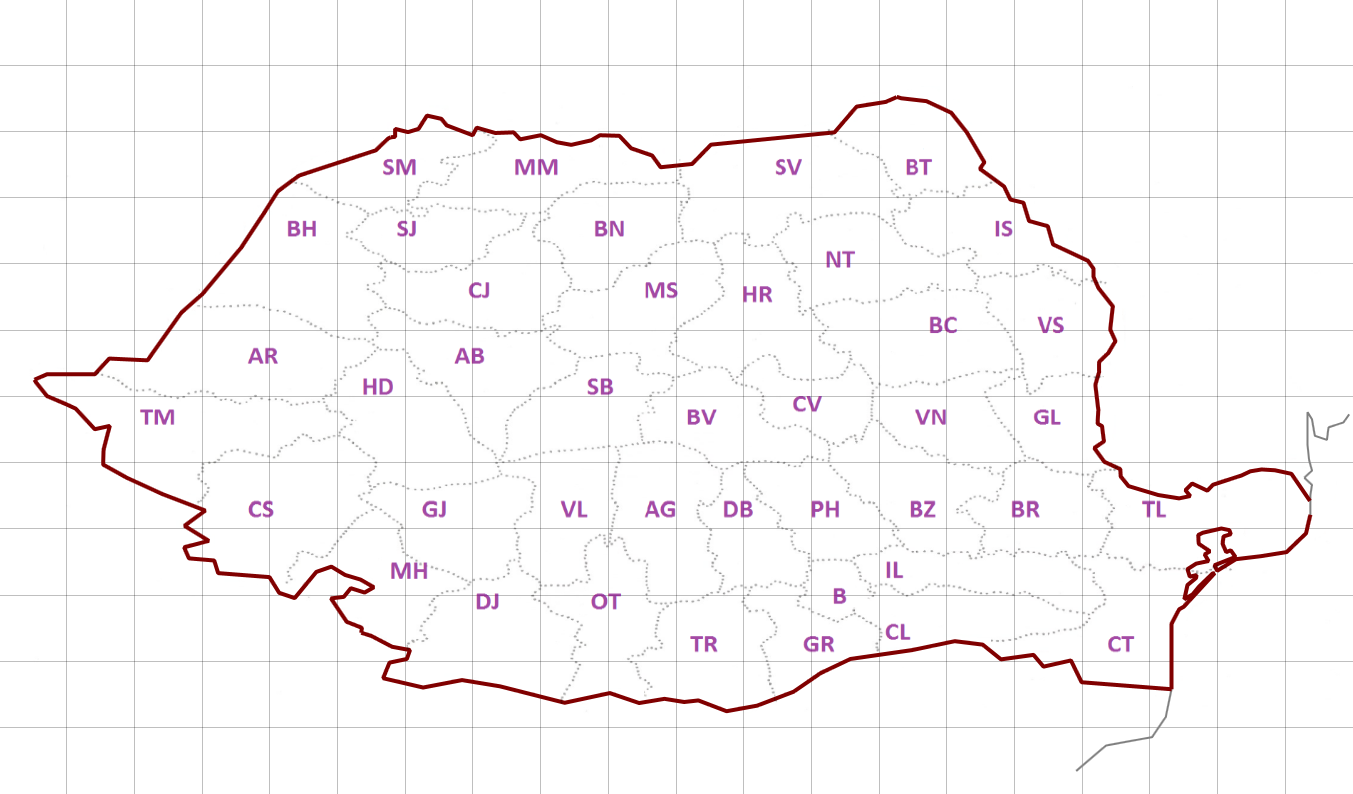 SM MM SV BT
BH SJ BN IS
NT
CJ MS HR
BC VS
AR AB
HD SB
CV
TM BV VN GL
CS GJ VL AG DB PH BZ BR TL
MH IL
B
DJ OT
CL
TR GR CT